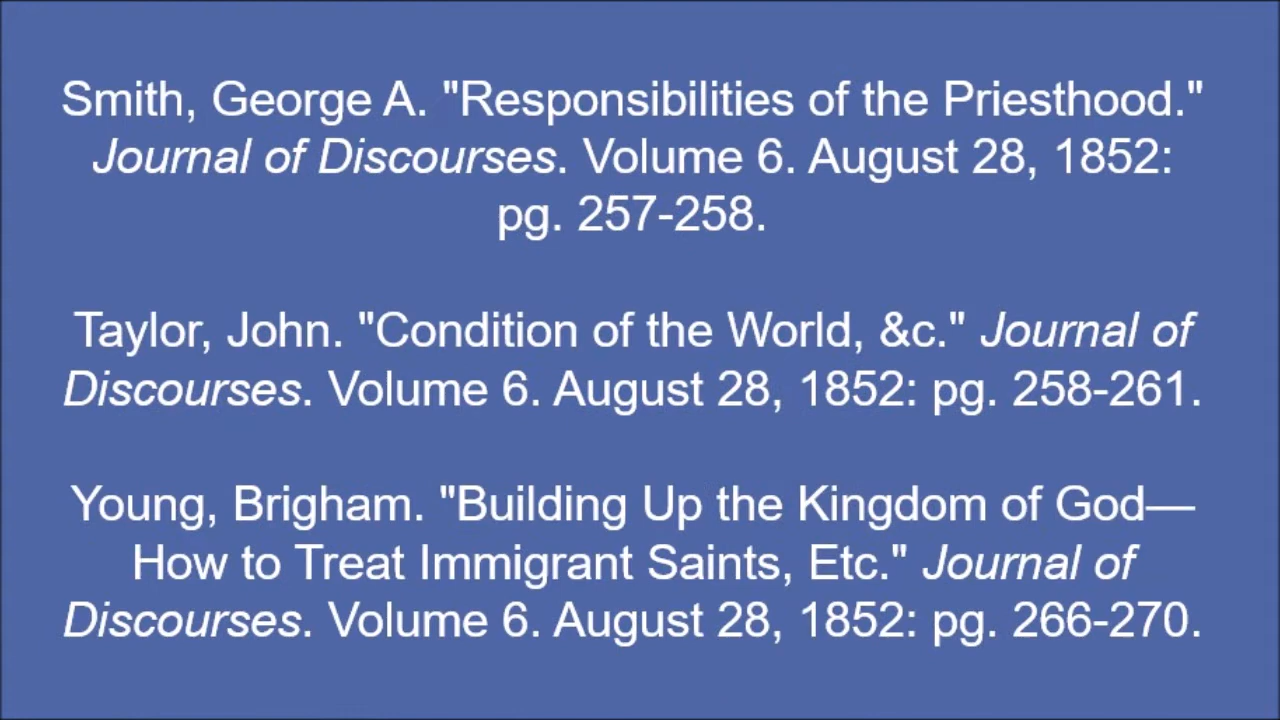 Smith, George A. "Responsibilities of the Priesthood."
Journal of Discourses. Volume 6. August 28, 1852:
pg. 257-258.
Taylor, John. "Condition of the World, &c." Journal of
Discourses. Volume 6. August 28, 1852: pg. 258-261.
Young, Brigham. "Building Up the Kingdom of God—
How to Treat Immigrant Saints, Etc." Journal of
Discourses. Volume 6. August 28, 1852: pg. 266-270.